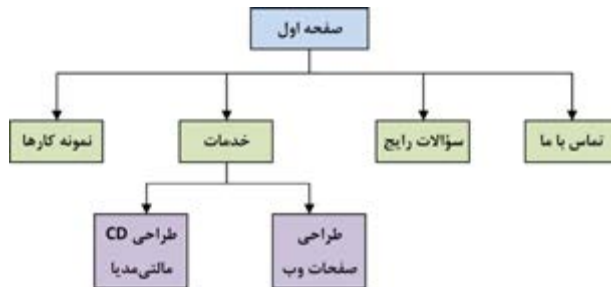 صفحه اول
تماس با ما
سؤالات رایج
خدمات
نمونه کارها
طراحی
صفحات وب
طراحی CD
مالتی‌مدیا